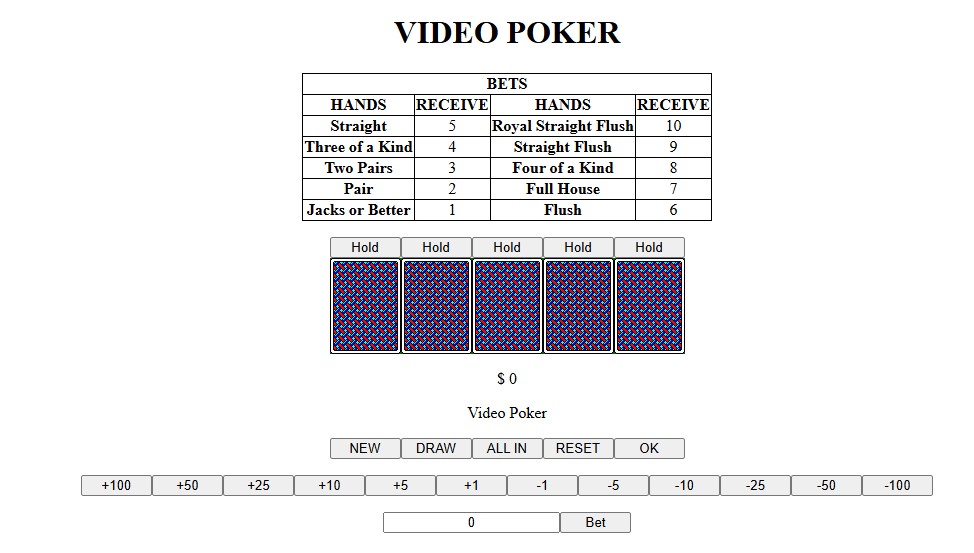 VIDEO POKER
BETS
HANDS RECEIVE HANDS RECEIVE
Straight 5 Royal Straight Flush 10
Three of a Kind 4 Straight Flush 9
Two Pairs 3 Four of a Kind 8
Pair 2 Full House 7
Jacks or Better 1 Flush 6
Hold Hold Hold Hold Hold
$ 0
Video Poker
NEW DRAW ALL IN RESET OK
+100 +50 +25 +10 +5 +1 -1 -5 -10 -25 -50 -100
0 Bet